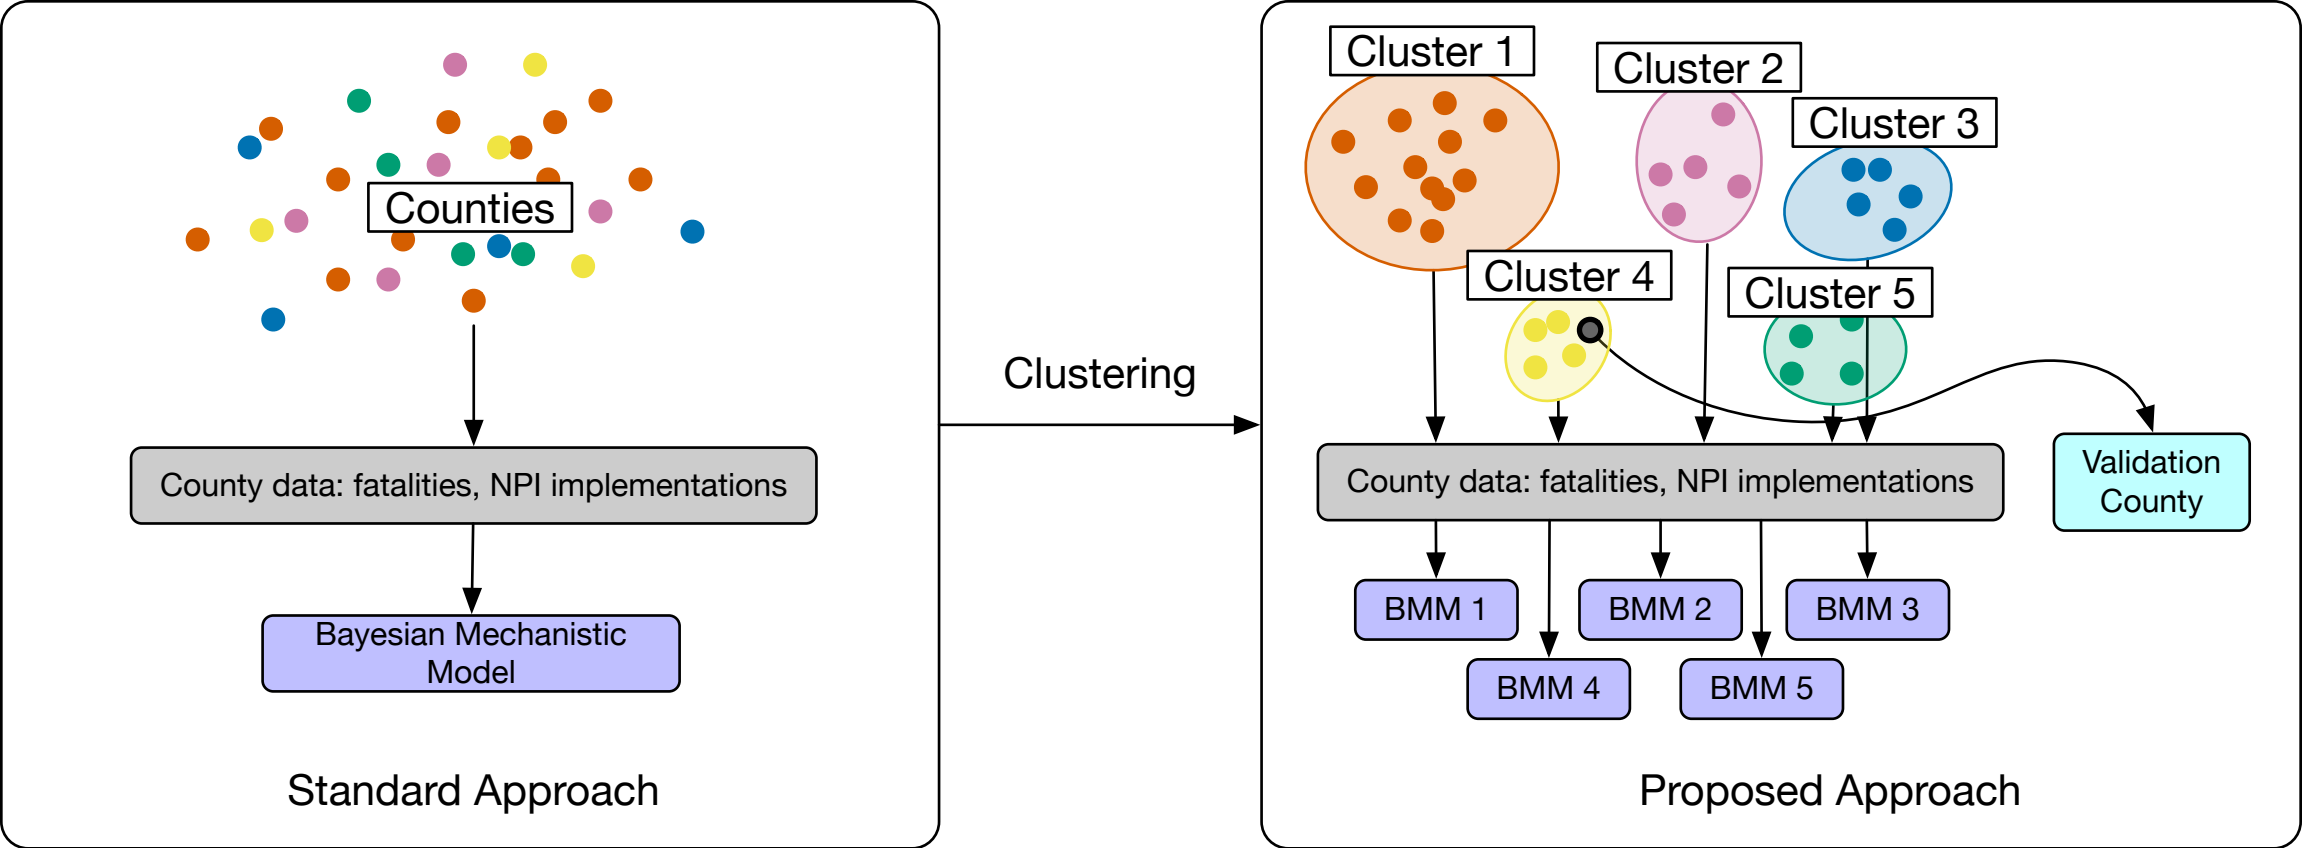 Counties
County data: fatalities, NPI implementations
Bayesian Mechanistic
Model
Standard Approach
Clustering
Cluster 1
Cluster 2
Cluster 3
Cluster 4
Cluster 5
County data: fatalities, NPI implementations
Validation
County
BMM 1
BMM 2
BMM 3
BMM 4
BMM 5
Proposed Approach